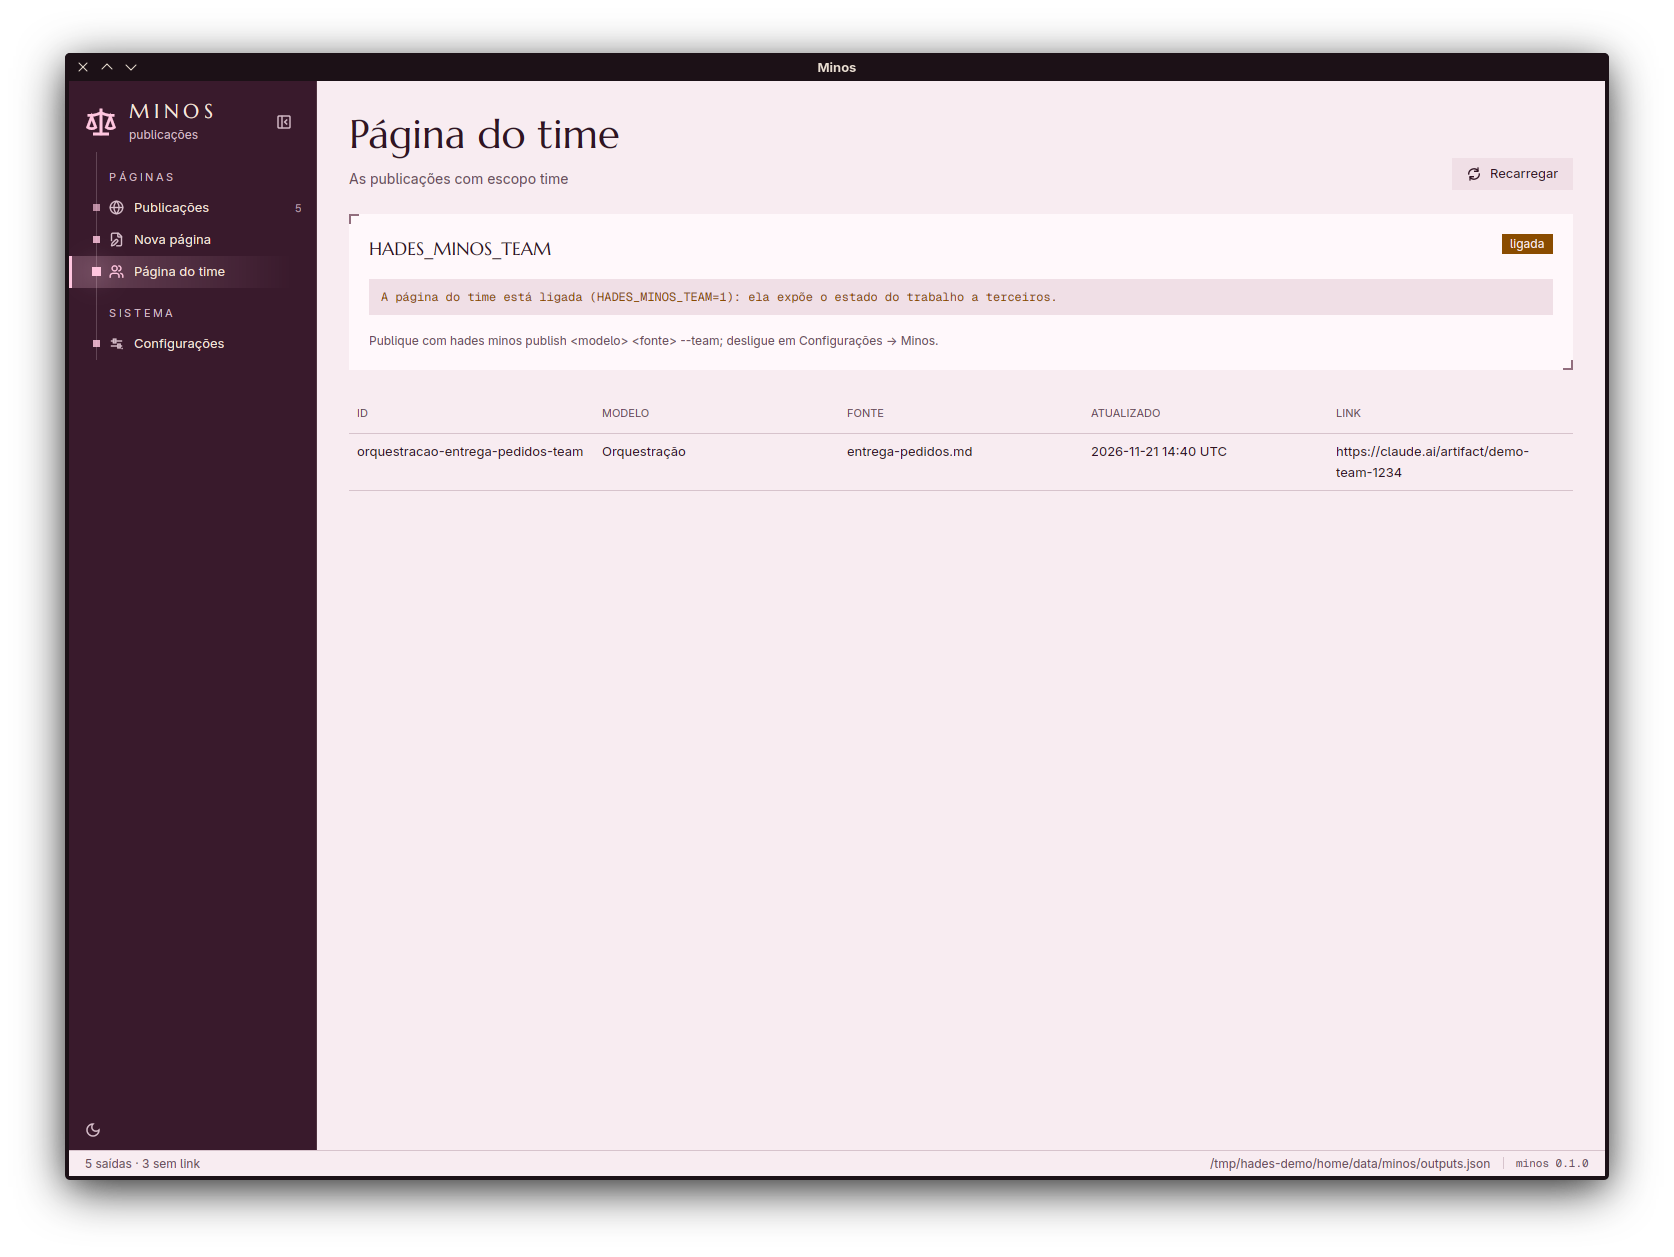 Minos
MINOS
publicações
PÁGINAS
Publicações 5
Nova página
Página do time
SISTEMA
Configurações
Página do time
As publicações com escopo time
Recarregar
HADES_MINOS_TEAM
ligada
A página do time está ligada (HADES_MINOS_TEAM=1): ela expõe o estado do trabalho a terceiros.
Publique com hades minos publish <modelo> <fonte> --team; desligue em Configurações → Minos.
ID MODELO FONTE ATUALIZADO LINK
orquestracao-entrega-pedidos-team Orquestração entrega-pedidos.md 2026-11-21 14:40 UTC https://claude.ai/artifact/demo-
team-1234
5 saídas · 3 sem link
/tmp/hades-demo/home/data/minos/outputs.json minos 0.1.0